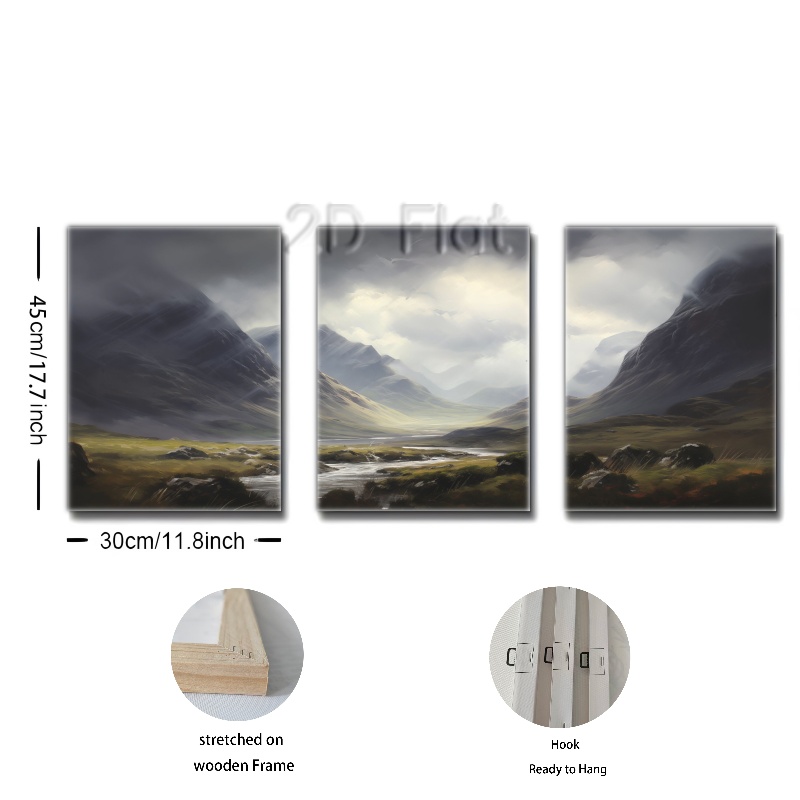 2D Flat
45cm/17.7inch
30cm/11.8inch
stretched on
wooden Frame
Hook
Ready to Hang